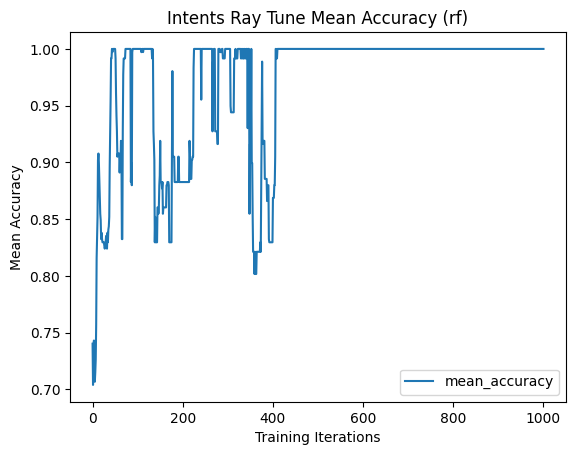 Intents Ray Tune Mean Accuracy (rf)
Mean Accuracy
1.00
0.95
0.90
0.85
0.80
0.75
0.70
0 200 400 600 800 1000
Training Iterations
mean_accuracy